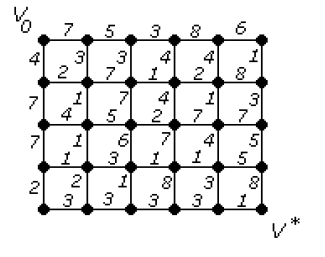 V0
7 5 3 8 6
4 3 3 4 4 1
2 7 1 2 8
7 1 7 4 1 3
4 5 2 7 7
7 1 6 7 4 5
1 3 1 1 5
2 2 1 8 3 8
3 3 3 3 1
V*